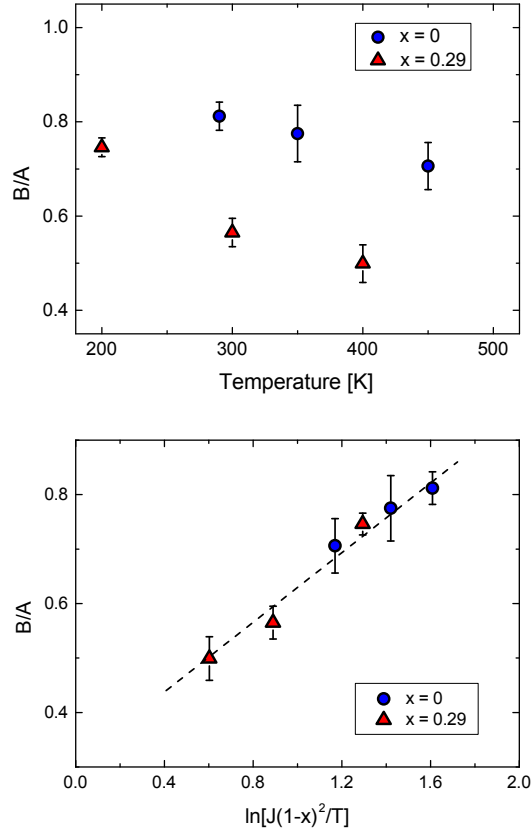 1.0
0.8
0.6
0.4
B/A
x = 0
x = 0.29
200
300
400
500
Temperature [K]
0.8
0.6
0.4
B/A
x = 0
x = 0.29
0.0
0.4
0.8
1.2
1.6
2.0
ln[J(1-x)²/T]